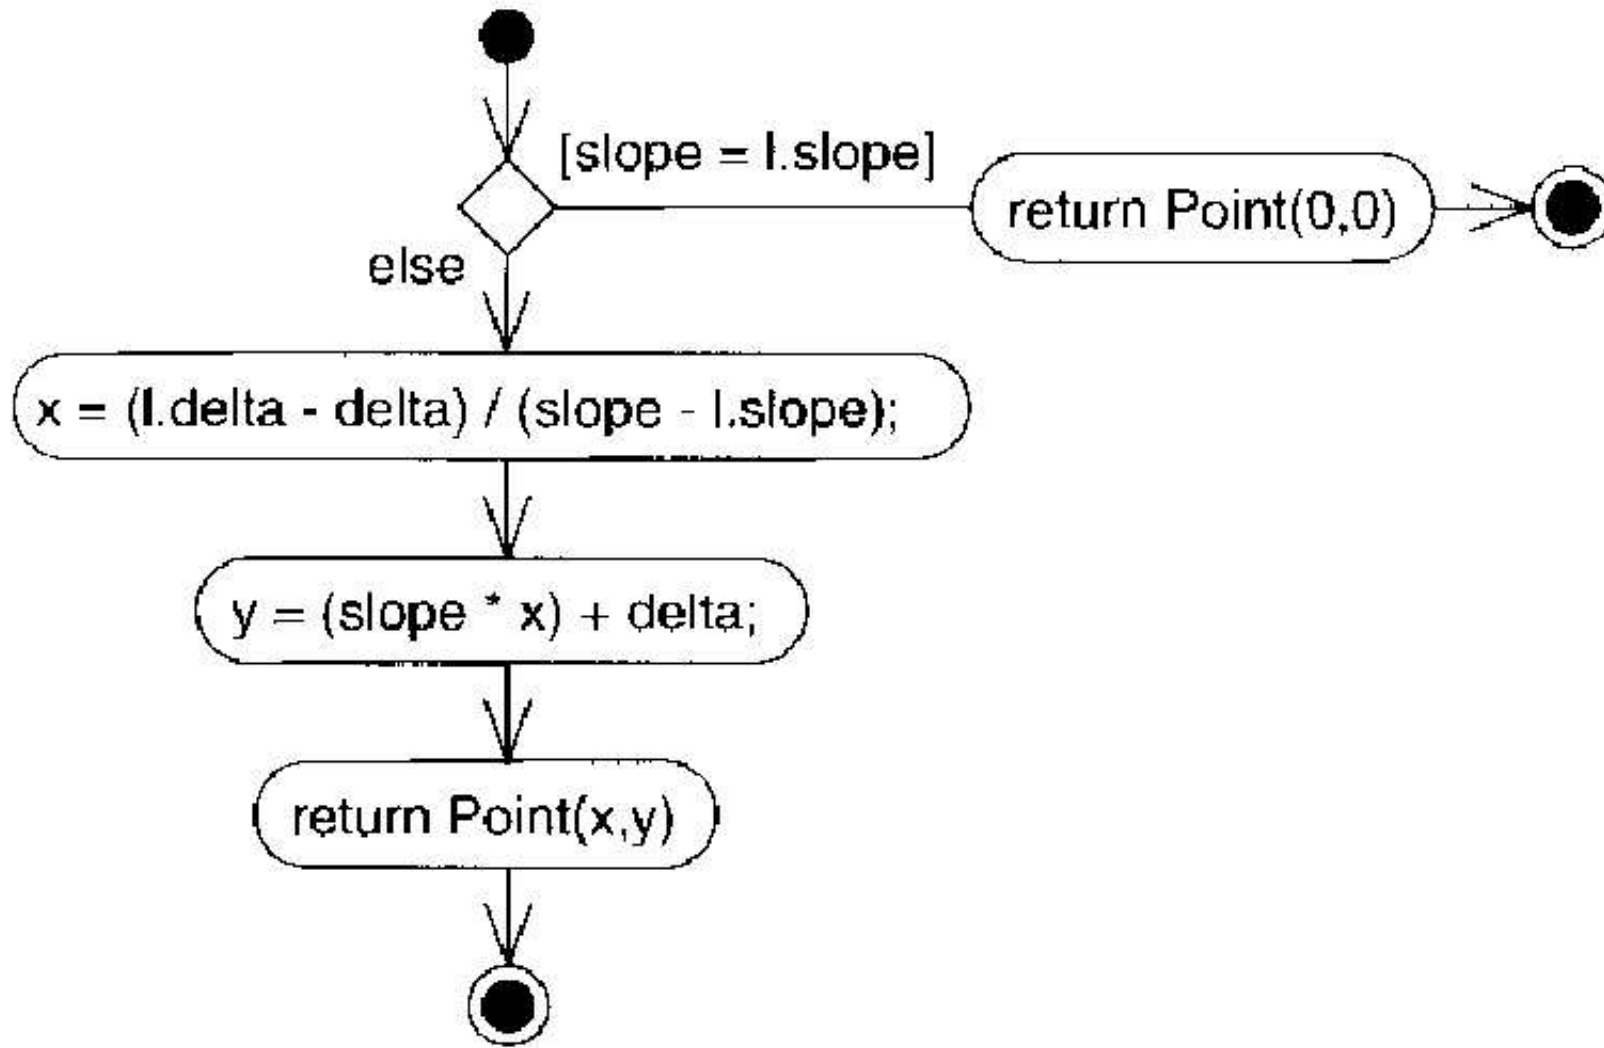 [slope = l.slope]
return Point(0,0)
else
x = (l.delta - delta) / (slope - l.slope);
y = (slope * x) + delta;
return Point(x,y)